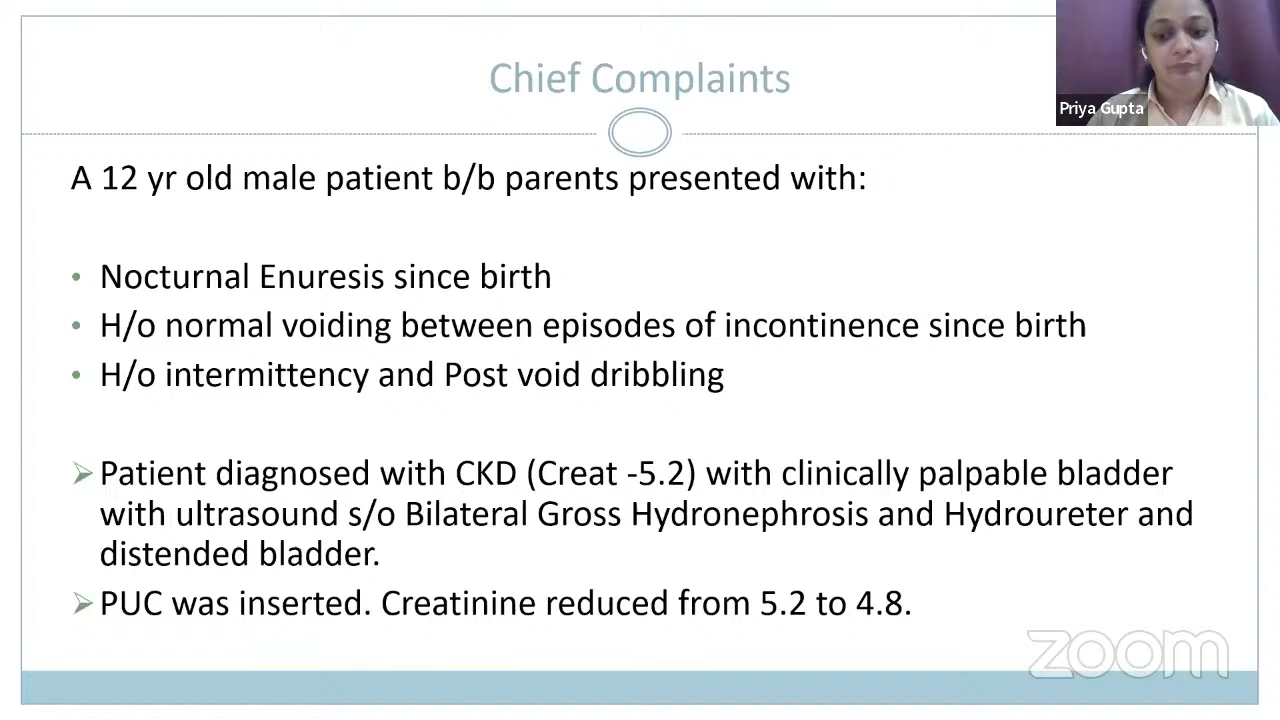 Chief Complaints
Priya Gupta
A 12 yr old male patient b/b parents presented with:
• Nocturnal Enuresis since birth
• H/o normal voiding between episodes of incontinence since birth
• H/o intermittency and Post void dribbling
➢ Patient diagnosed with CKD (Creat -5.2) with clinically palpable bladder
with ultrasound s/o Bilateral Gross Hydronephrosis and Hydroureter and
distended bladder.
➢ PUC was inserted. Creatinine reduced from 5.2 to 4.8.
zoom